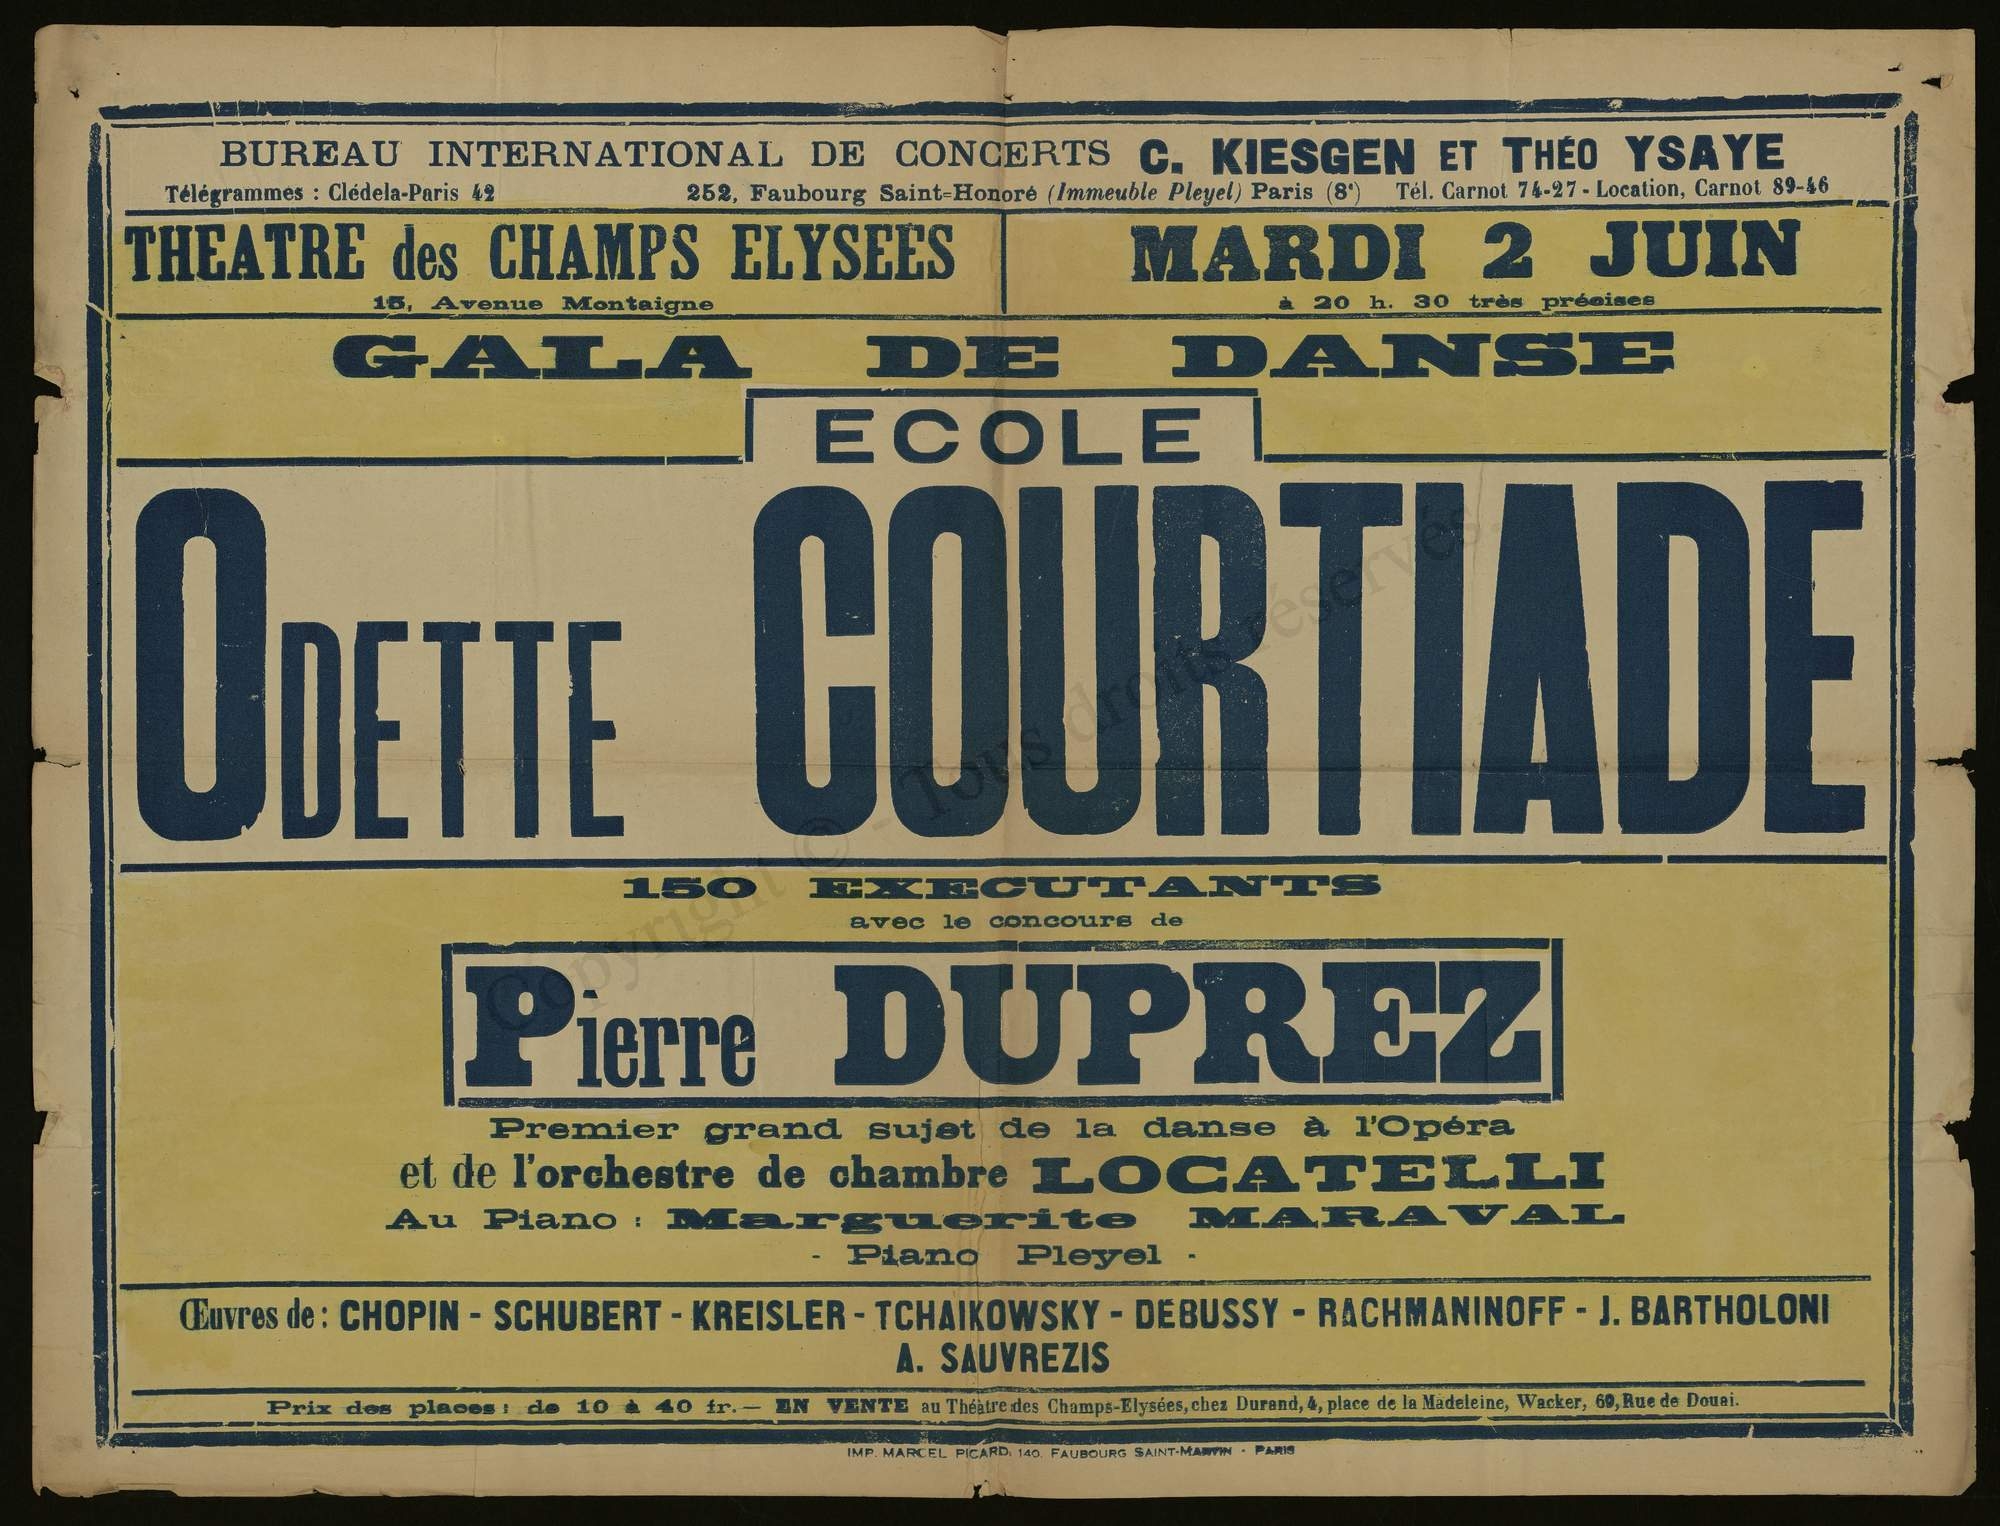 BUREAU INTERNATIONAL DE CONCERTS C. KIESGEN ET THÉO YSAYE
Télégrammes : Clédela-Paris 42 252, Faubourg Saint-Honoré (Immeuble Pleyel) Paris (8e) Tél. Carnot 74-27 - Location, Carnot 89-46
THEATRE des CHAMPS ELYSEES
15, Avenue Montaigne
MARDI 2 JUIN
à 20 h. 30 très précises
GALA DE DANSE
ECOLE
ODETTE COURTIADE
150 EXECUTANTS
avec le concours de
Pierre DUPREZ
Premier grand sujet de la danse à l'Opéra
et de l'orchestre de chambre LOCATELLI
Au Piano : Marguerite MARAVAL
- Piano Pleyel -
Œuvres de : CHOPIN - SCHUBERT - KREISLER - TCHAIKOWSKY - DEBUSSY - RACHMANINOFF - J. BARTHOLONI
A. SAUVREZIS
Prix des places : de 10 à 40 fr. — EN VENTE au Théâtre des Champs-Elysées, chez Durand, 4, place de la Madeleine, Wacker, 69, Rue de Douai.
IMP. MARCEL PICARD, 140, FAUBOURG SAINT-MARTIN - PARIS
Copyright © - Tous droits réservés.